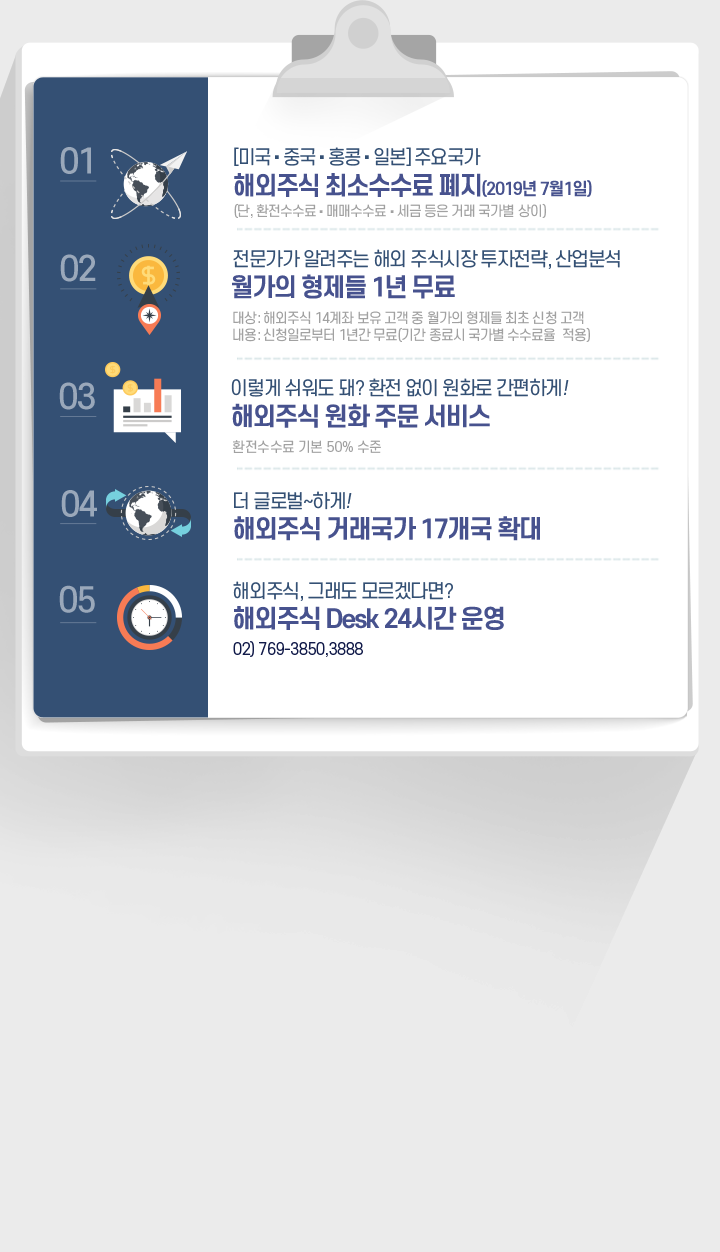 01
[미국 • 중국 • 홍콩 • 일본] 주요국가
해외주식 최소수수료 폐지(2019년 7월1일)
(단, 환전수수료 • 매매수수료 • 세금 등은 거래 국가별 상이)
02
전문가가 알려주는 해외 주식시장 투자전략, 산업분석
월가의 형제들 1년 무료
대상: 해외주식 14계좌 보유 고객 중 월가의 형제들 최초 신청 고객
내용: 신청일로부터 1년간 무료(기간 종료시 국가별 수수료율 적용)
03
이렇게 쉬워도 돼? 환전 없이 원화로 간편하게!
해외주식 원화 주문 서비스
환전수수료 기본 50% 수준
04
더 글로벌~하게!
해외주식 거래국가 17개국 확대
05
해외주식, 그래도 모르겠다면?
해외주식 Desk 24시간 운영
02) 769-3850,3888